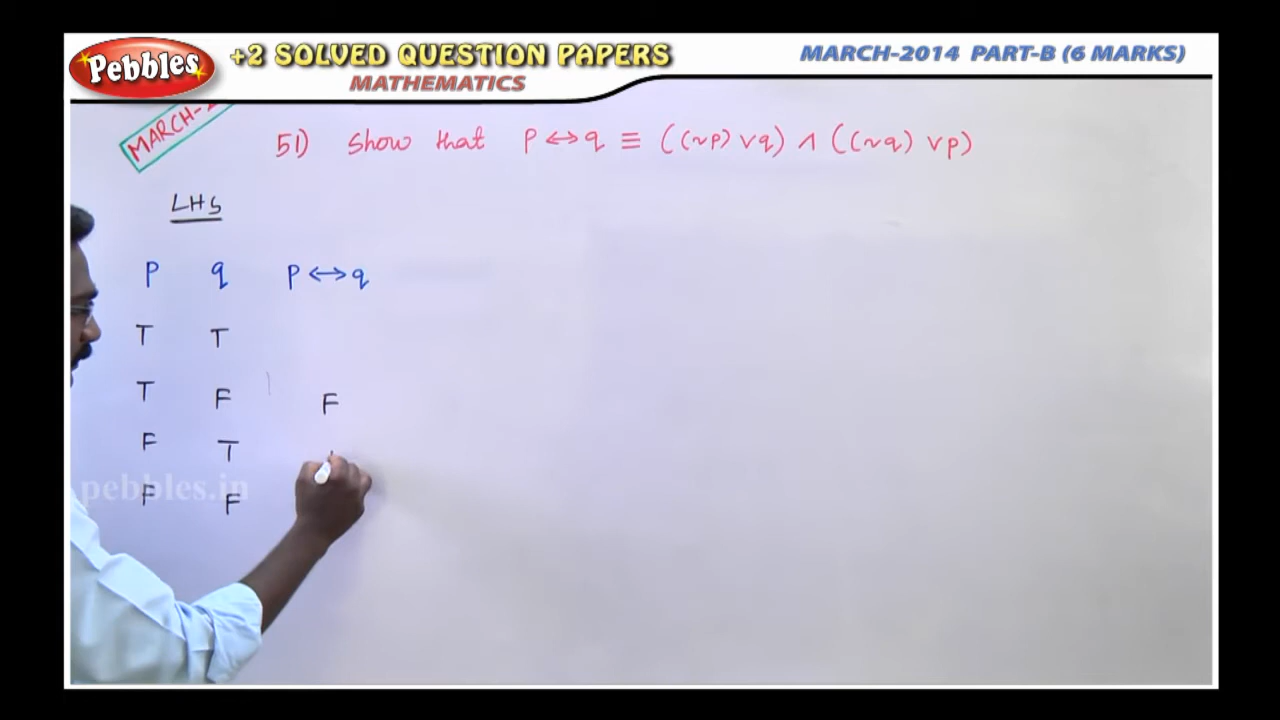 Pebbles
+2 SOLVED QUESTION PAPERS
MATHEMATICS
MARCH-2014 PART-B (6 MARKS)
MARCH-
51) Show that p ↔ q ≡ ((~p) ∨ q) ∧ ((~q) ∨ p)
LHS
p q p ↔ q
T T
T F F
F T
F F
pebbles.in